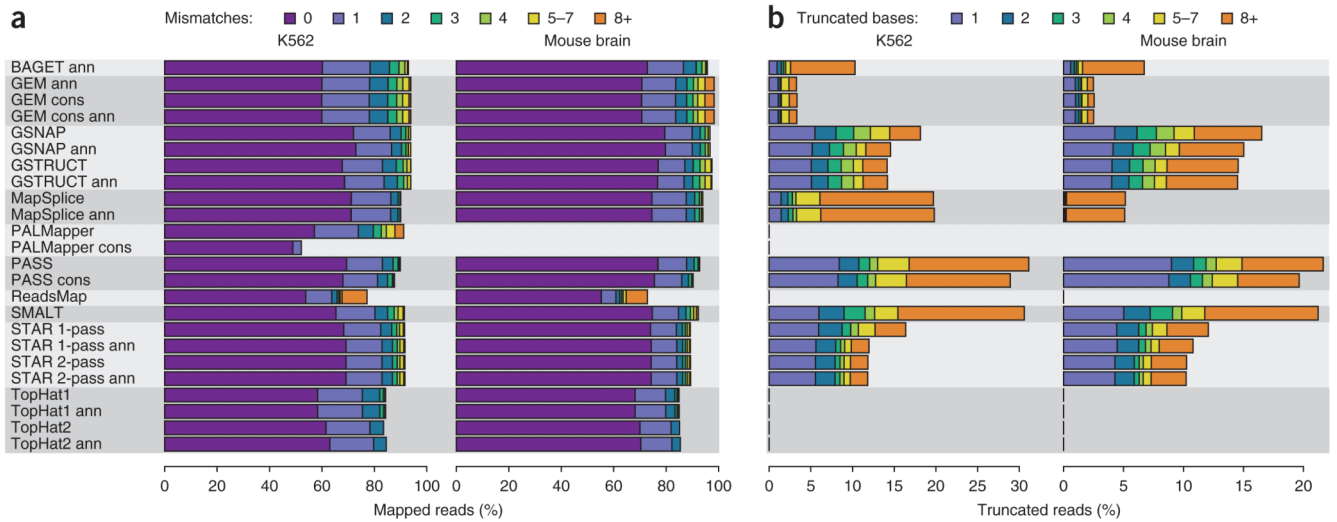 a
Mismatches: 0 1 2 3 4 5–7 8+
K562 Mouse brain
b
Truncated bases: 1 2 3 4 5–7 8+
K562 Mouse brain
BAGET ann
GEM ann
GEM cons
GEM cons ann
GSNAP
GSNAP ann
GSTRUCT
GSTRUCT ann
MapSplice
MapSplice ann
PALMapper
PALMapper cons
PASS
PASS cons
ReadsMap
SMALT
STAR 1-pass
STAR 1-pass ann
STAR 2-pass
STAR 2-pass ann
TopHat1
TopHat1 ann
TopHat2
TopHat2 ann
0 20 40 60 80 100 0 20 40 60 80 100
Mapped reads (%)
0 5 10 15 20 25 30 0 5 10 15 20
Truncated reads (%)